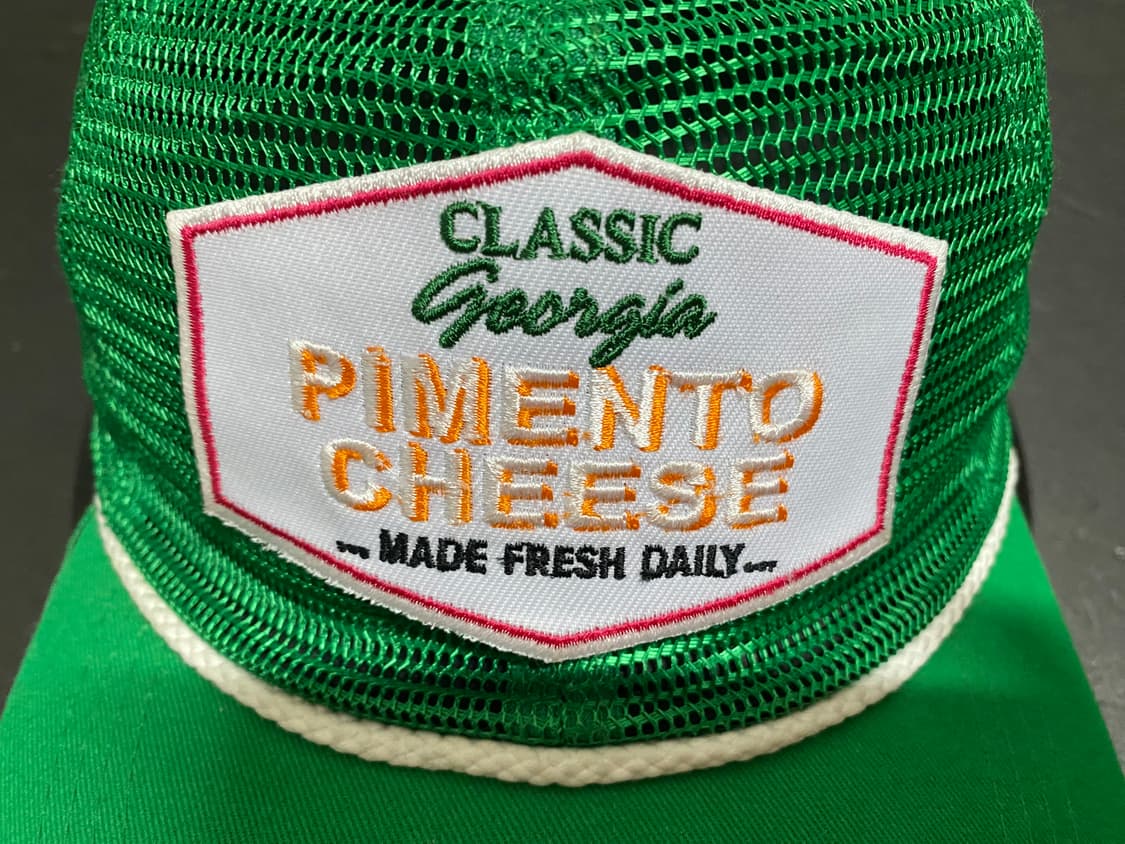 CLASSIC
Georgia
PIMENTO
CHEESE
...MADE FRESH DAILY...